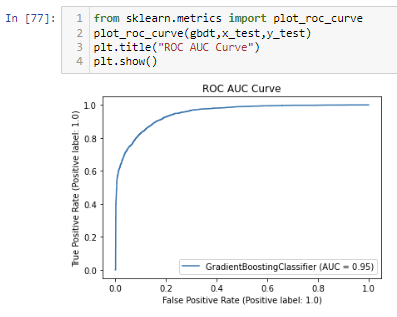 In [77]:
1 from sklearn.metrics import plot_roc_curve
2 plot_roc_curve(gbdt,x_test,y_test)
3 plt.title("ROC AUC Curve")
4 plt.show()
ROC AUC Curve
1.0
0.8
0.6
0.4
0.2
0.0
True Positive Rate (Positive label: 1.0)
GradientBoostingClassifier (AUC = 0.95)
0.0 0.2 0.4 0.6 0.8 1.0
False Positive Rate (Positive label: 1.0)